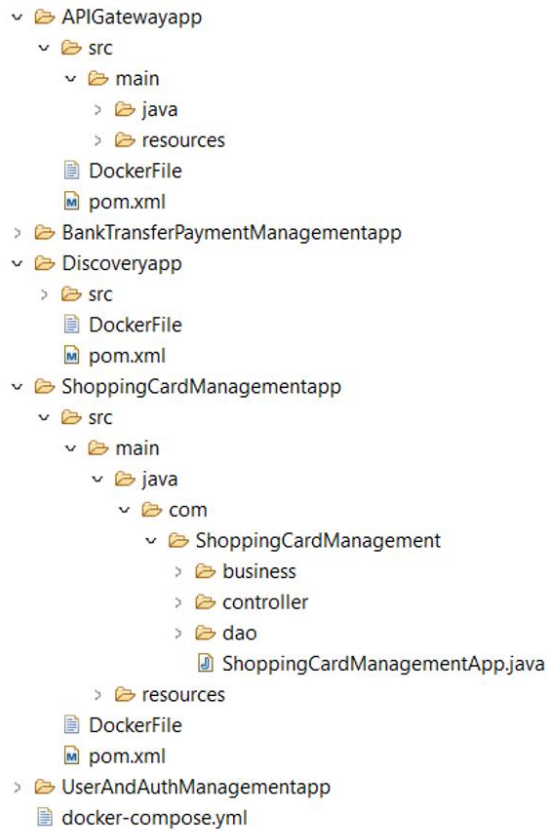 APIGatewayapp
src
main
java
resources
DockerFile
pom.xml
BankTransferPaymentManagementapp
Discoveryapp
src
DockerFile
pom.xml
ShoppingCardManagementapp
src
main
java
com
ShoppingCardManagement
business
controller
dao
ShoppingCardManagementApp.java
resources
DockerFile
pom.xml
UserAndAuthManagementapp
docker-compose.yml